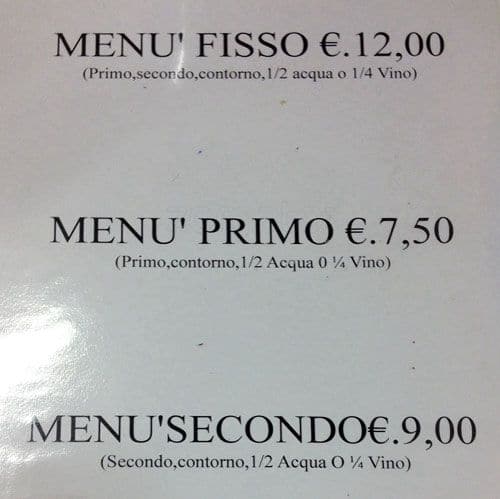 MENU' FISSO €.12,00
(Primo,secondo,contorno,1/2 acqua o 1/4 Vino)
MENU' PRIMO €.7,50
(Primo,contorno,1/2 Acqua 0 ¼ Vino)
MENU'SECONDO€.9,00
(Secondo,contorno,1/2 Acqua O ¼ Vino)